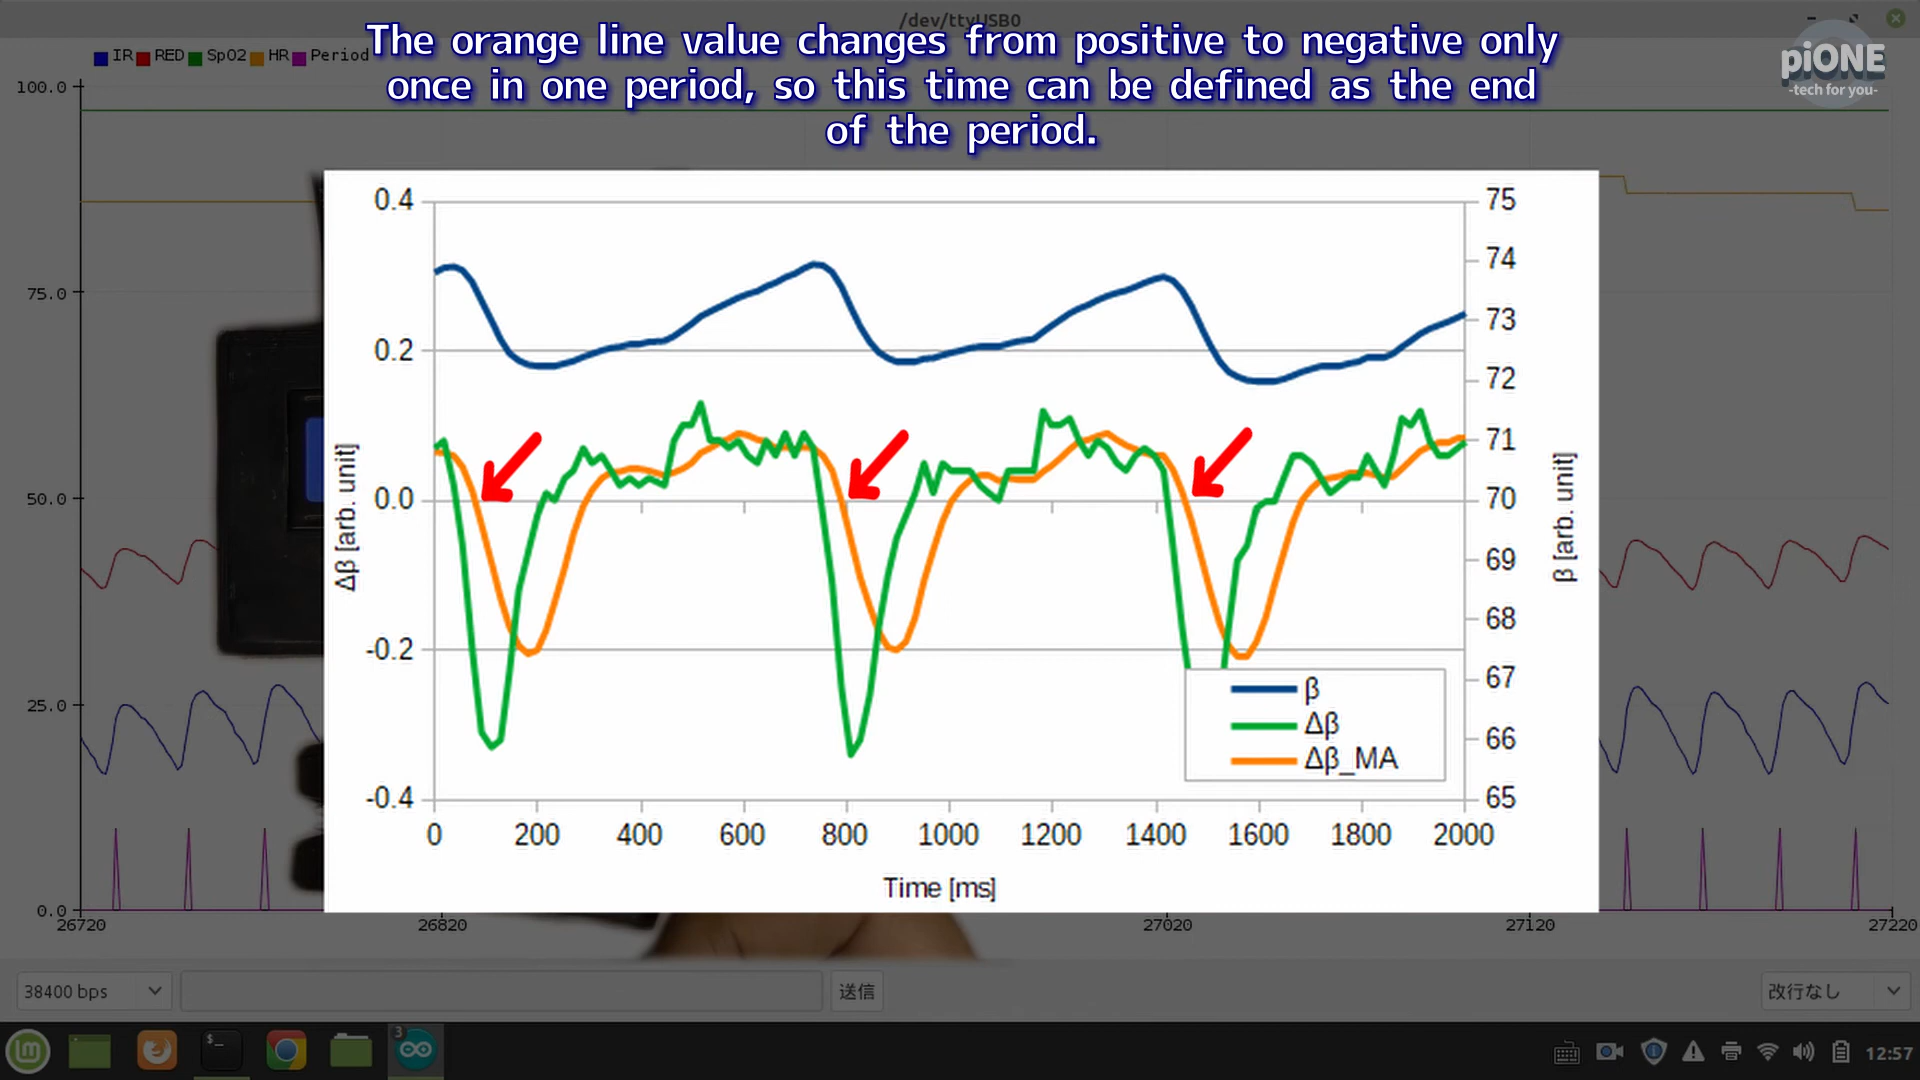 /dev/ttyUSB0
The orange line value changes from positive to negative only
once in one period, so this time can be defined as the end
of the period.
piONE
-tech for you-
IR RED SpO2 HR Period
100.0
75.0
50.0
25.0
0.0
26720 26820 27020 27120 27220
0.4
0.2
0.0
-0.2
-0.4
Δβ [arb. unit]
75
74
73
72
71
70
69
68
67
66
65
β [arb. unit]
β
Δβ
Δβ_MA
0 200 400 600 800 1000 1200 1400 1600 1800 2000
Time [ms]
38400 bps 送信 改行なし
$_ 3 12:57